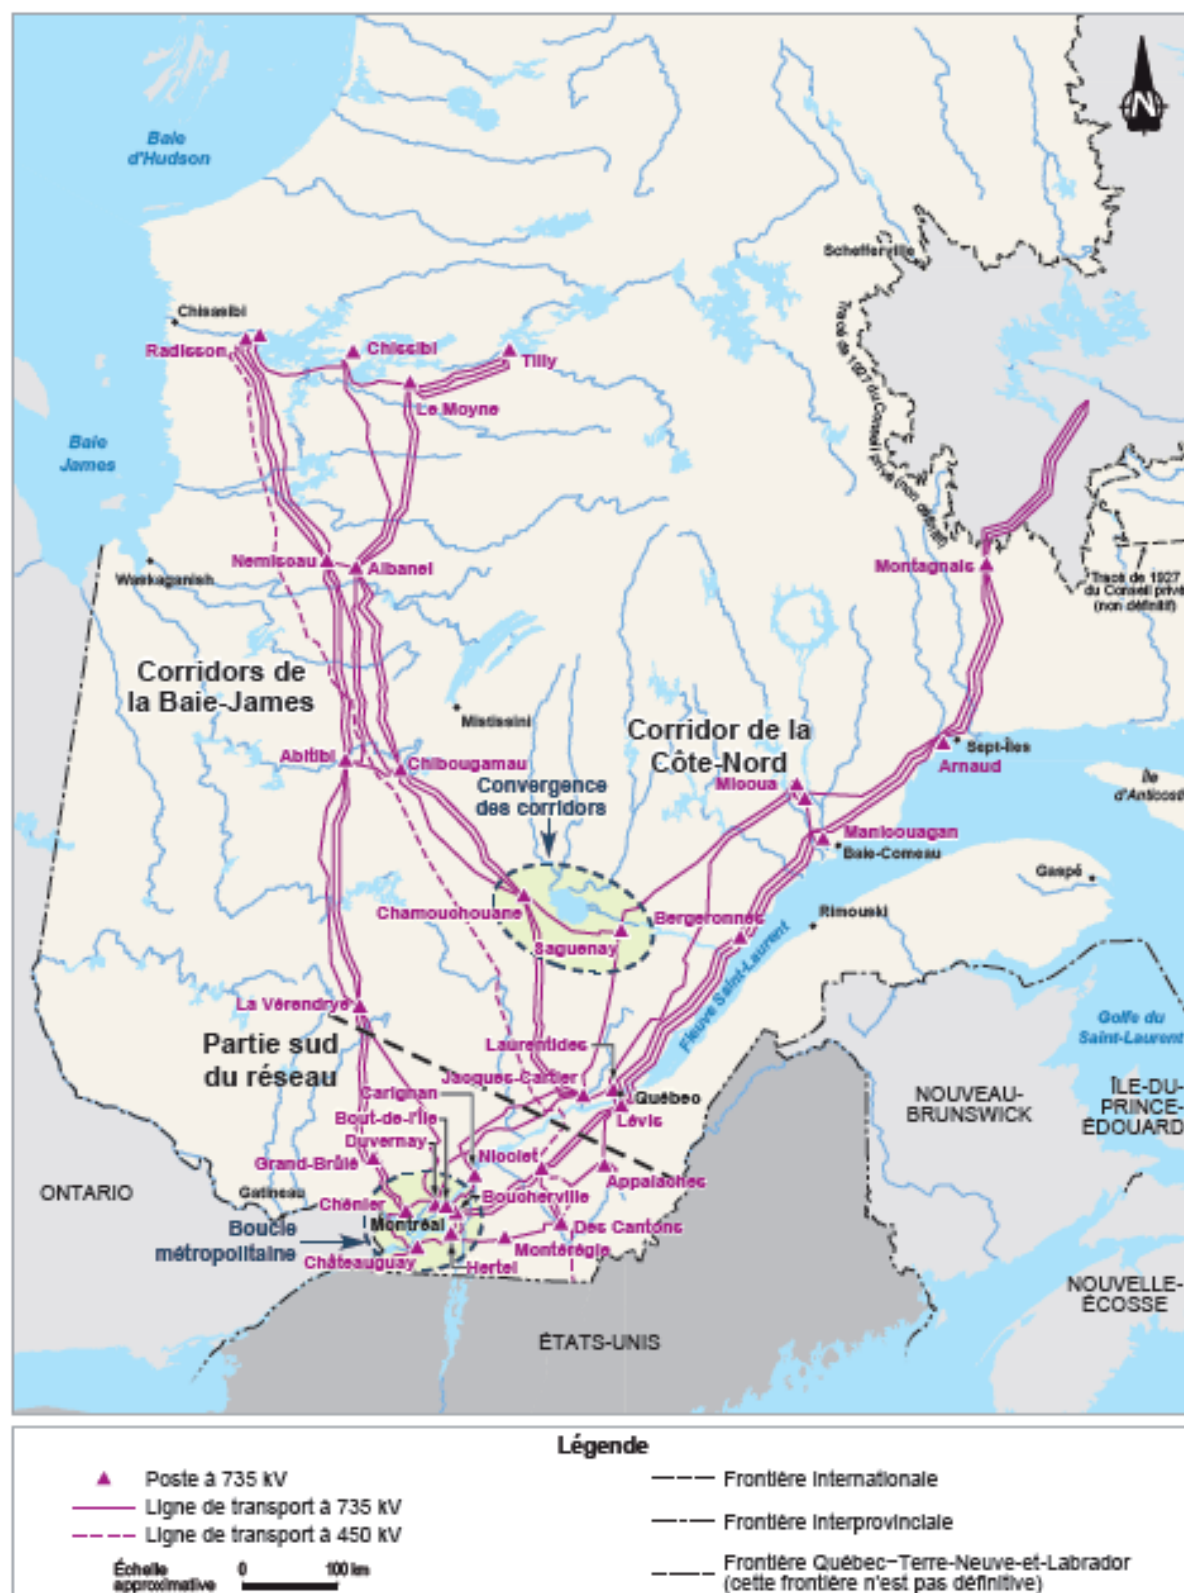 N
Baie
d'Hudson
Schefferville
Tracé de 1927 du Conseil privé (non définitif)
Chisasibi
Radisson
Chissibi
Tilly
Le Moyne
Baie
James
Nemiscau
Albanel
Montagnais
Waskaganish
Tracé de 1927
du Conseil privé
(non définitif)
Corridors de
la Baie-James
Mistissini
Corridor de la
Côte-Nord
Sept-Îles
Arnaud
Abitibi
Chibougamau
Micoua
Île
d'Anticosti
Convergence
des corridors
Manicouagan
Baie-Comeau
Gaspé
Chamouchouane
Bergeronnes
Rimouski
Saguenay
Fleuve Saint-Laurent
La Vérendrye
Golfe du
Saint-Laurent
Partie sud
du réseau
Laurentides
Jacques-Cartier
Carignan
Québec
Lévis
NOUVEAU-
BRUNSWICK
ÎLE-DU-
PRINCE-
ÉDOUARD
Bout-de-l'Île
Duvernay
Nicolet
Grand-Brûlé
Appalaches
ONTARIO
Gatineau
Chénier
Boucherville
Montréal
Des Cantons
Boucle
métropolitaine
Montérégie
Châteauguay
Hertel
NOUVELLE-
ÉCOSSE
ÉTATS-UNIS
Légende
Poste à 735 kV
Ligne de transport à 735 kV
Ligne de transport à 450 kV
Échelle
approximative
0 100 km
Frontière internationale
Frontière interprovinciale
Frontière Québec–Terre-Neuve-et-Labrador
(cette frontière n'est pas définitive)